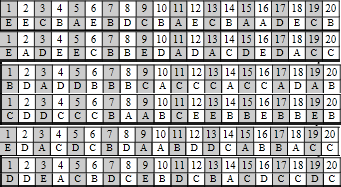 1 2 3 4 5 6 7 8 9 10 11 12 13 14 15 16 17 18 19 20
E E C B A E B D C B A E C B A A D E C B
1 2 3 4 5 6 7 8 9 10 11 12 13 14 15 16 17 18 19 20
E A D E E C B B E D A D A C D E D A C C
1 2 3 4 5 6 7 8 9 10 11 12 13 14 15 16 17 18 19 20
B D A D D B B B C A C C C A C C A D A B
1 2 3 4 5 6 7 8 9 10 11 12 13 14 15 16 17 18 19 20
C D D C C B B A A B C E E B B E B B E B
1 2 3 4 5 6 7 8 9 10 11 12 13 14 15 16 17 18 19 20
E D A C D C B D A A B D D C A B B A C C
1 2 3 4 5 6 7 8 9 10 11 12 13 14 15 16 17 18 19 20
D D E A C B D C E B D C B A C D C C D C